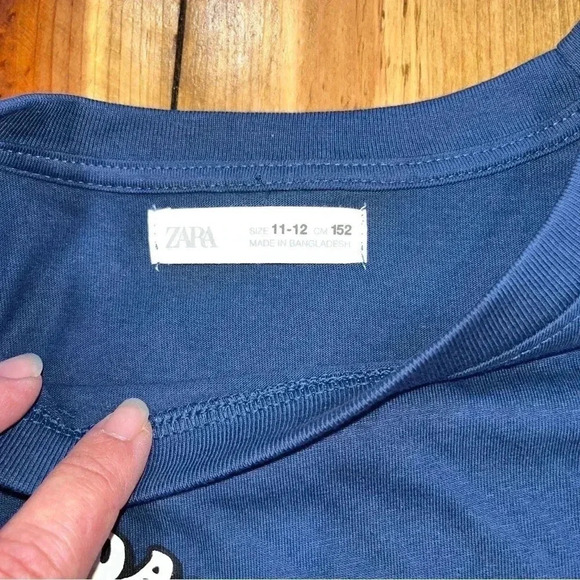 ZARA
SIZE 11-12 CM 152
MADE IN BANGLADESH